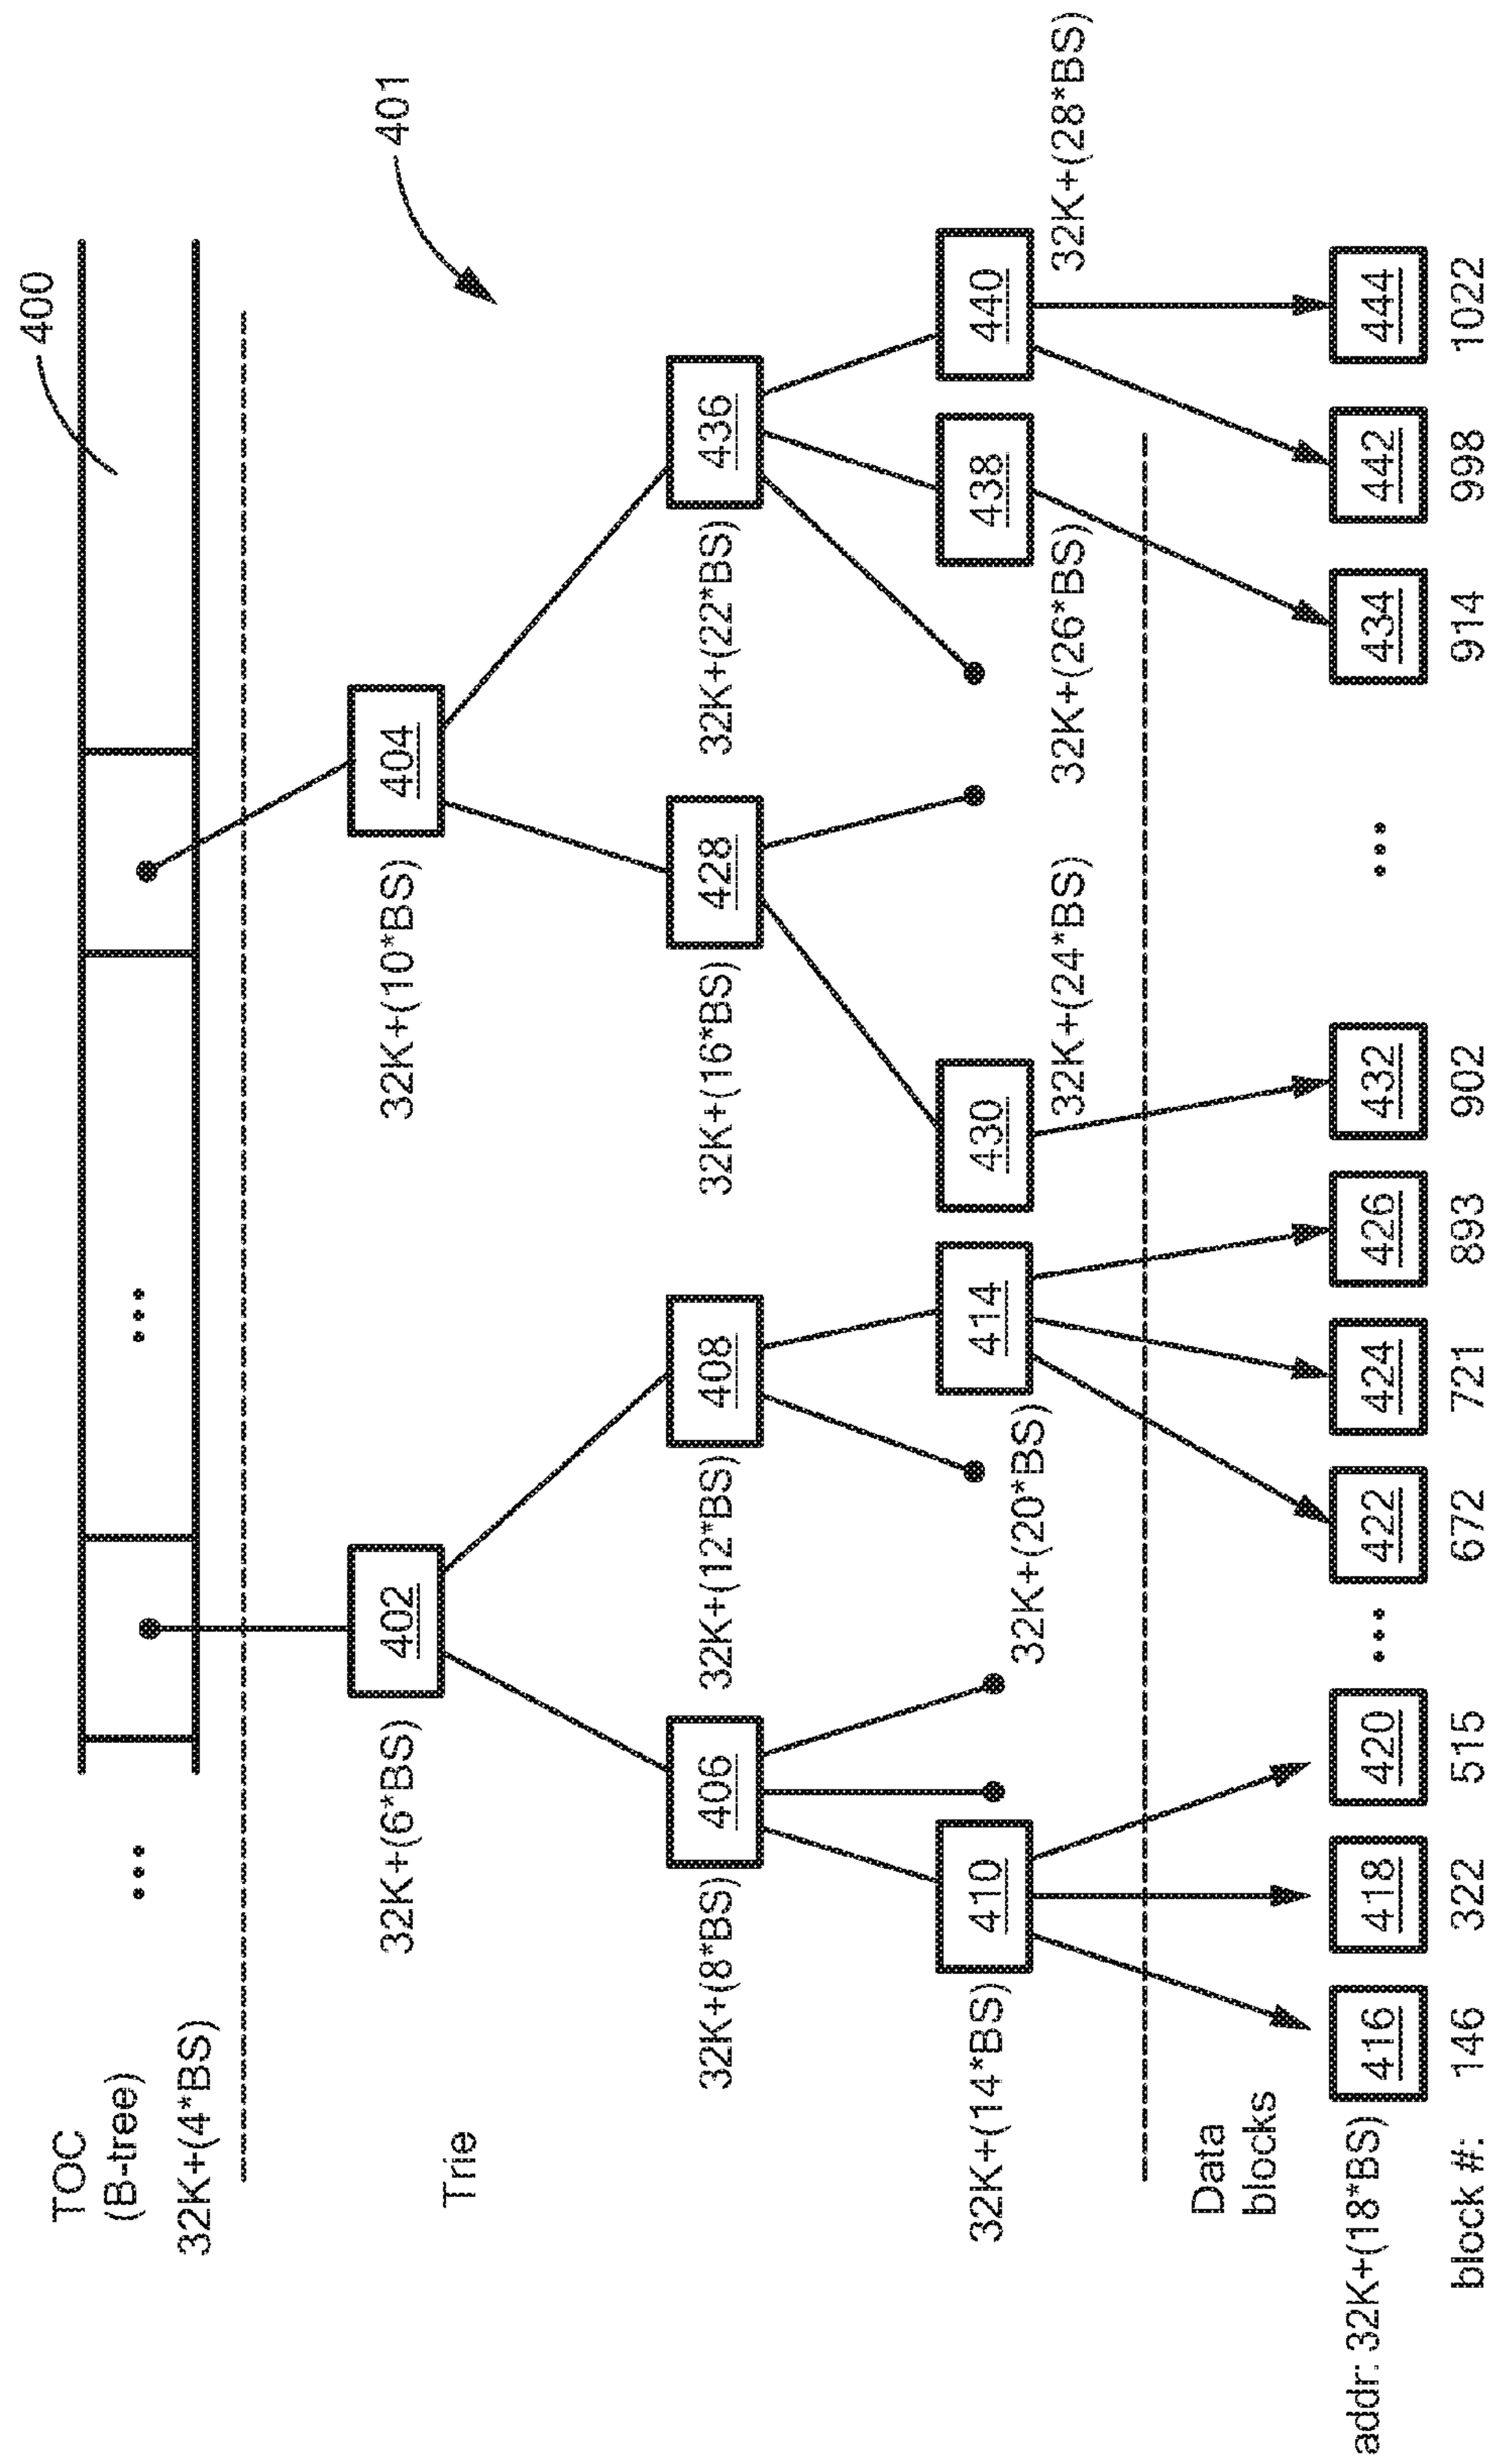 400
TOC
(B-tree)
...
...
32K+(4*BS)
401
Trie
402
404
32K+(6*BS)
32K+(10*BS)
406
408
428
436
32K+(8*BS)
32K+(12*BS)
32K+(16*BS)
32K+(22*BS)
410
414
430
438
440
32K+(14*BS)
32K+(20*BS)
32K+(24*BS)
32K+(26*BS)
32K+(28*BS)
Data
blocks
416
418
420
...
422
424
426
432
...
434
442
444
addr: 32K+(18*BS)
block #: 146 322 515 672 721 893 902 914 998 1022